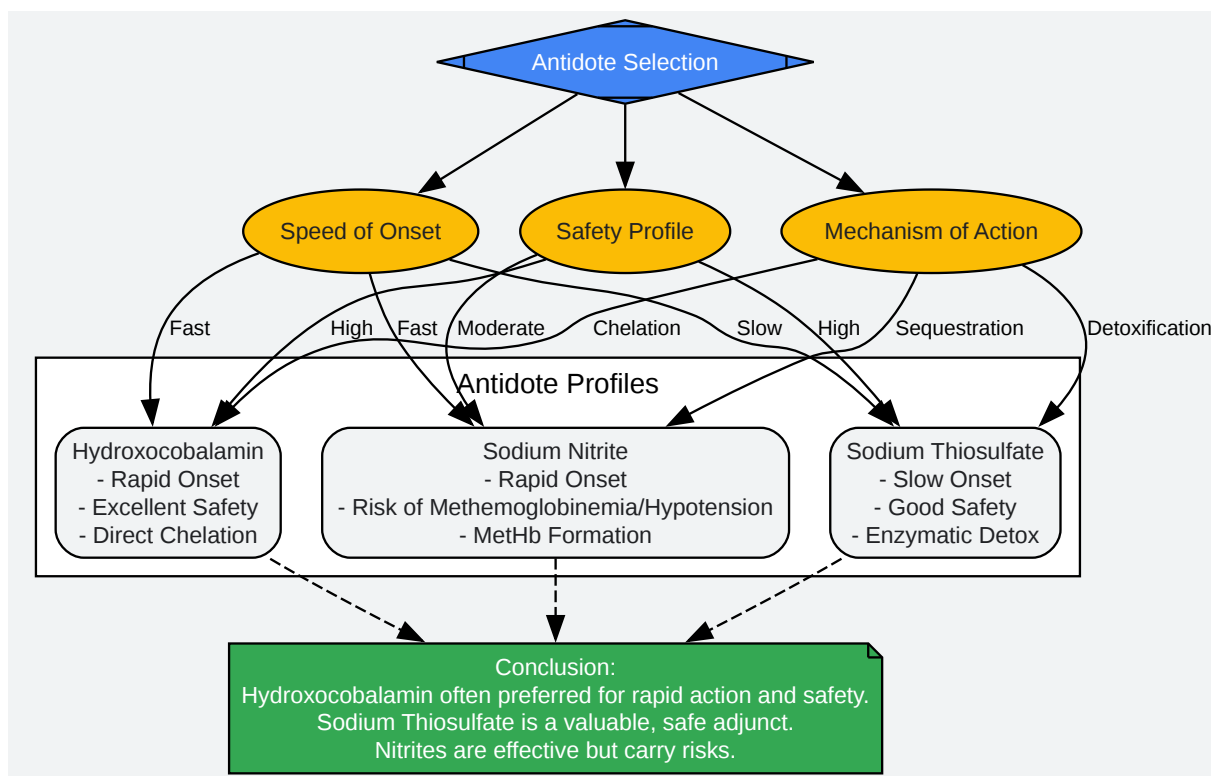 Antidote Selection
Speed of Onset
Safety Profile
Mechanism of Action
Fast
High
Fast
Moderate
Chelation
Slow
High
Sequestration
Detoxification
Antidote Profiles
Hydroxocobalamin
- Rapid Onset
- Excellent Safety
- Direct Chelation
Sodium Nitrite
- Rapid Onset
- Risk of Methemoglobinemia/Hypotension
- MetHb Formation
Sodium Thiosulfate
- Slow Onset
- Good Safety
- Enzymatic Detox
Conclusion:
Hydroxocobalamin often preferred for rapid action and safety.
Sodium Thiosulfate is a valuable, safe adjunct.
Nitrites are effective but carry risks.